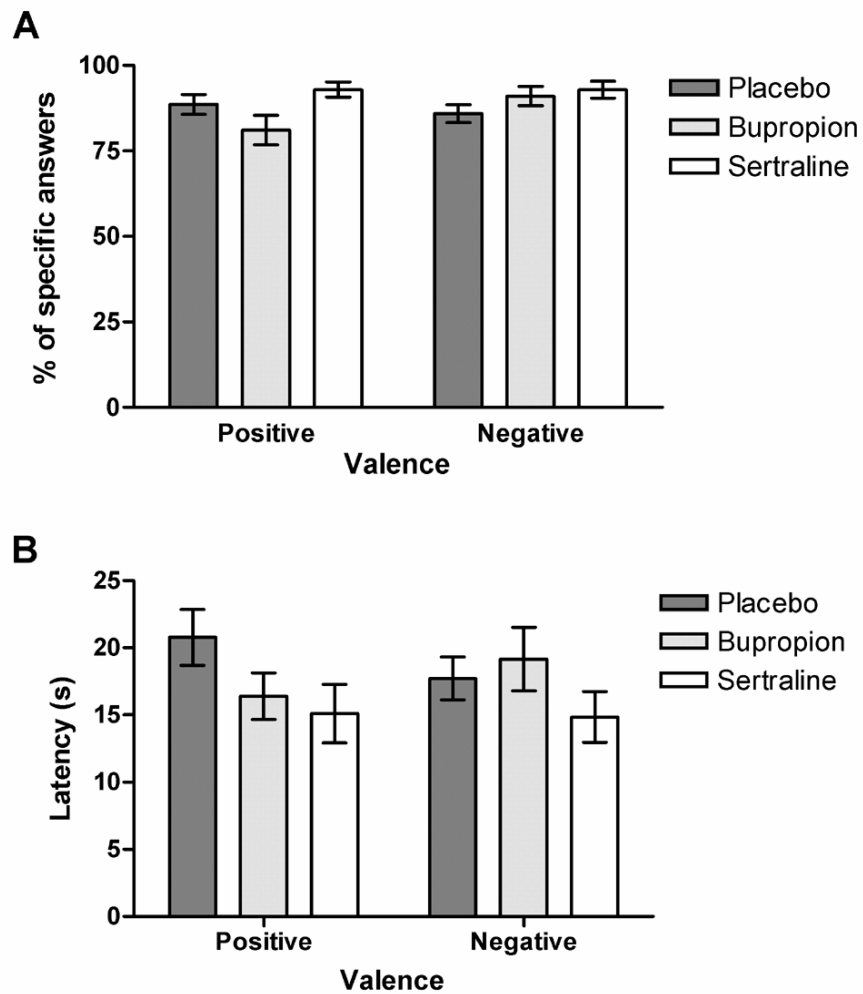 A
% of specific answers
100
75
50
25
0
Positive Negative
Valence
Placebo
Bupropion
Sertraline
B
Latency (s)
25
20
15
10
5
0
Positive Negative
Valence
Placebo
Bupropion
Sertraline